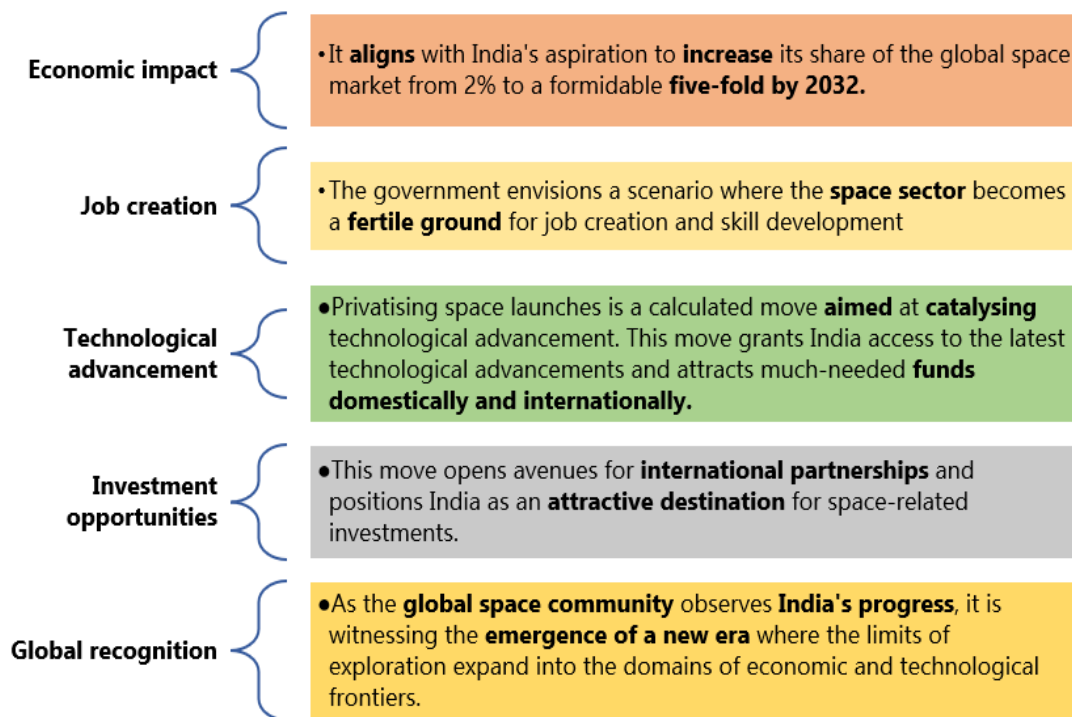 Economic impact
•It aligns with India's aspiration to increase its share of the global space
market from 2% to a formidable five-fold by 2032.
Job creation
•The government envisions a scenario where the space sector becomes
a fertile ground for job creation and skill development
Technological
advancement
●Privatising space launches is a calculated move aimed at catalysing
technological advancement. This move grants India access to the latest
technological advancements and attracts much-needed funds
domestically and internationally.
Investment
opportunities
●This move opens avenues for international partnerships and
positions India as an attractive destination for space-related
investments.
Global recognition
●As the global space community observes India's progress, it is
witnessing the emergence of a new era where the limits of
exploration expand into the domains of economic and technological
frontiers.